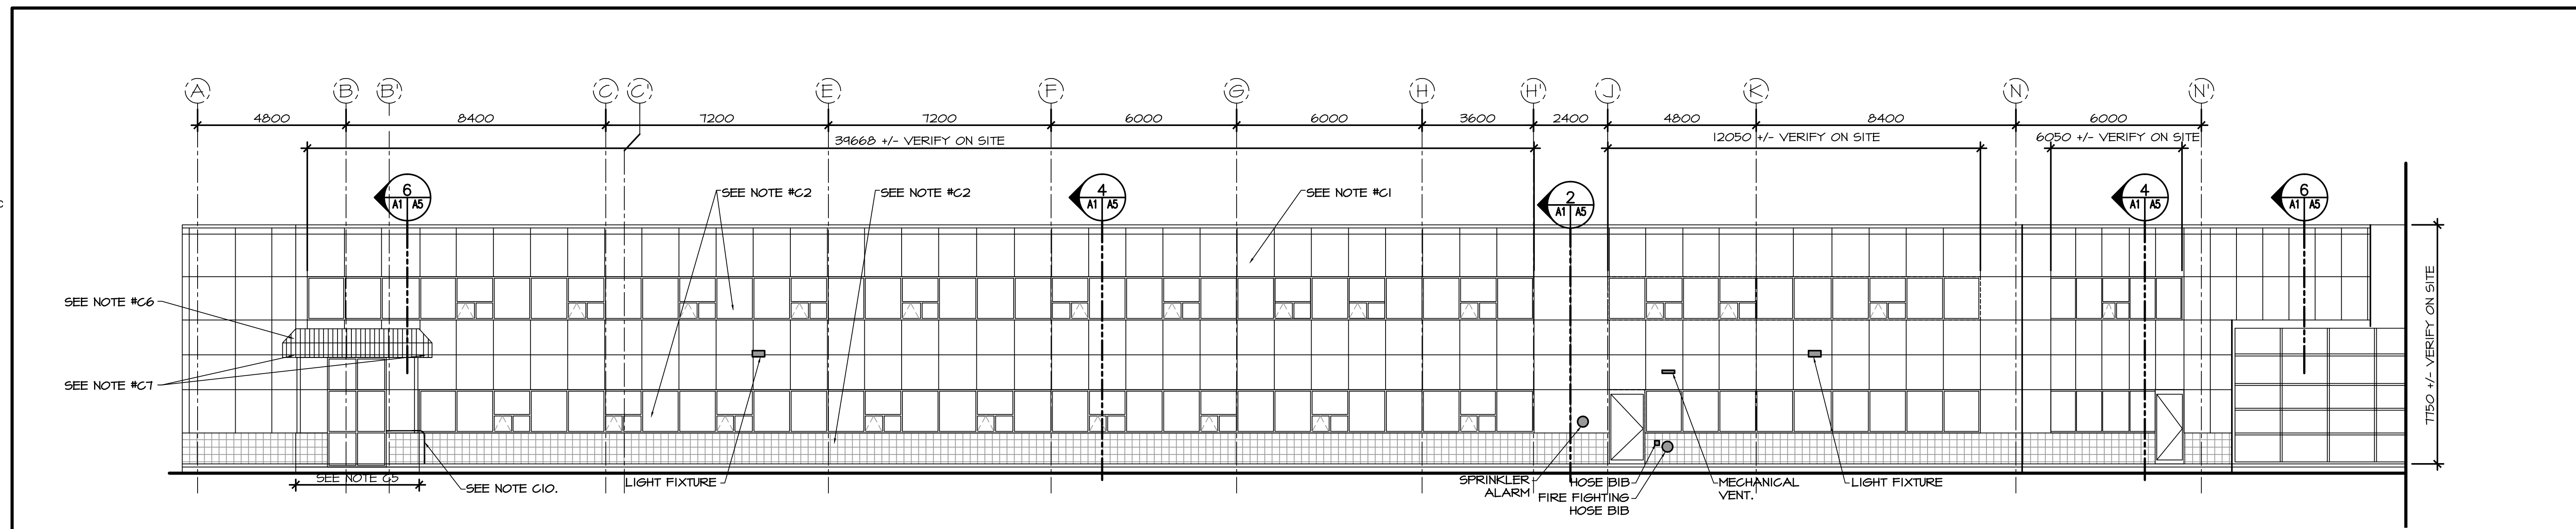 A B B' C C' E F G H H' J K N N'
4800 8400 7200 7200 6000 6000 3600 2400 4800 8400 6000
39668 +/- VERIFY ON SITE
12050 +/- VERIFY ON SITE
6050 +/- VERIFY ON SITE
6
A1 A5
4
A1 A5
2
A1 A5
4
A1 A5
6
A1 A5
SEE NOTE #C2
SEE NOTE #C2
SEE NOTE #C1
C
SEE NOTE #C6
SEE NOTE #C7
7750 +/- VERIFY ON SITE
SEE NOTE C5
SEE NOTE C10.
LIGHT FIXTURE
SPRINKLER
ALARM
HOSE BIB
FIRE FIGHTING
HOSE BIB
MECHANICAL
VENT.
LIGHT FIXTURE